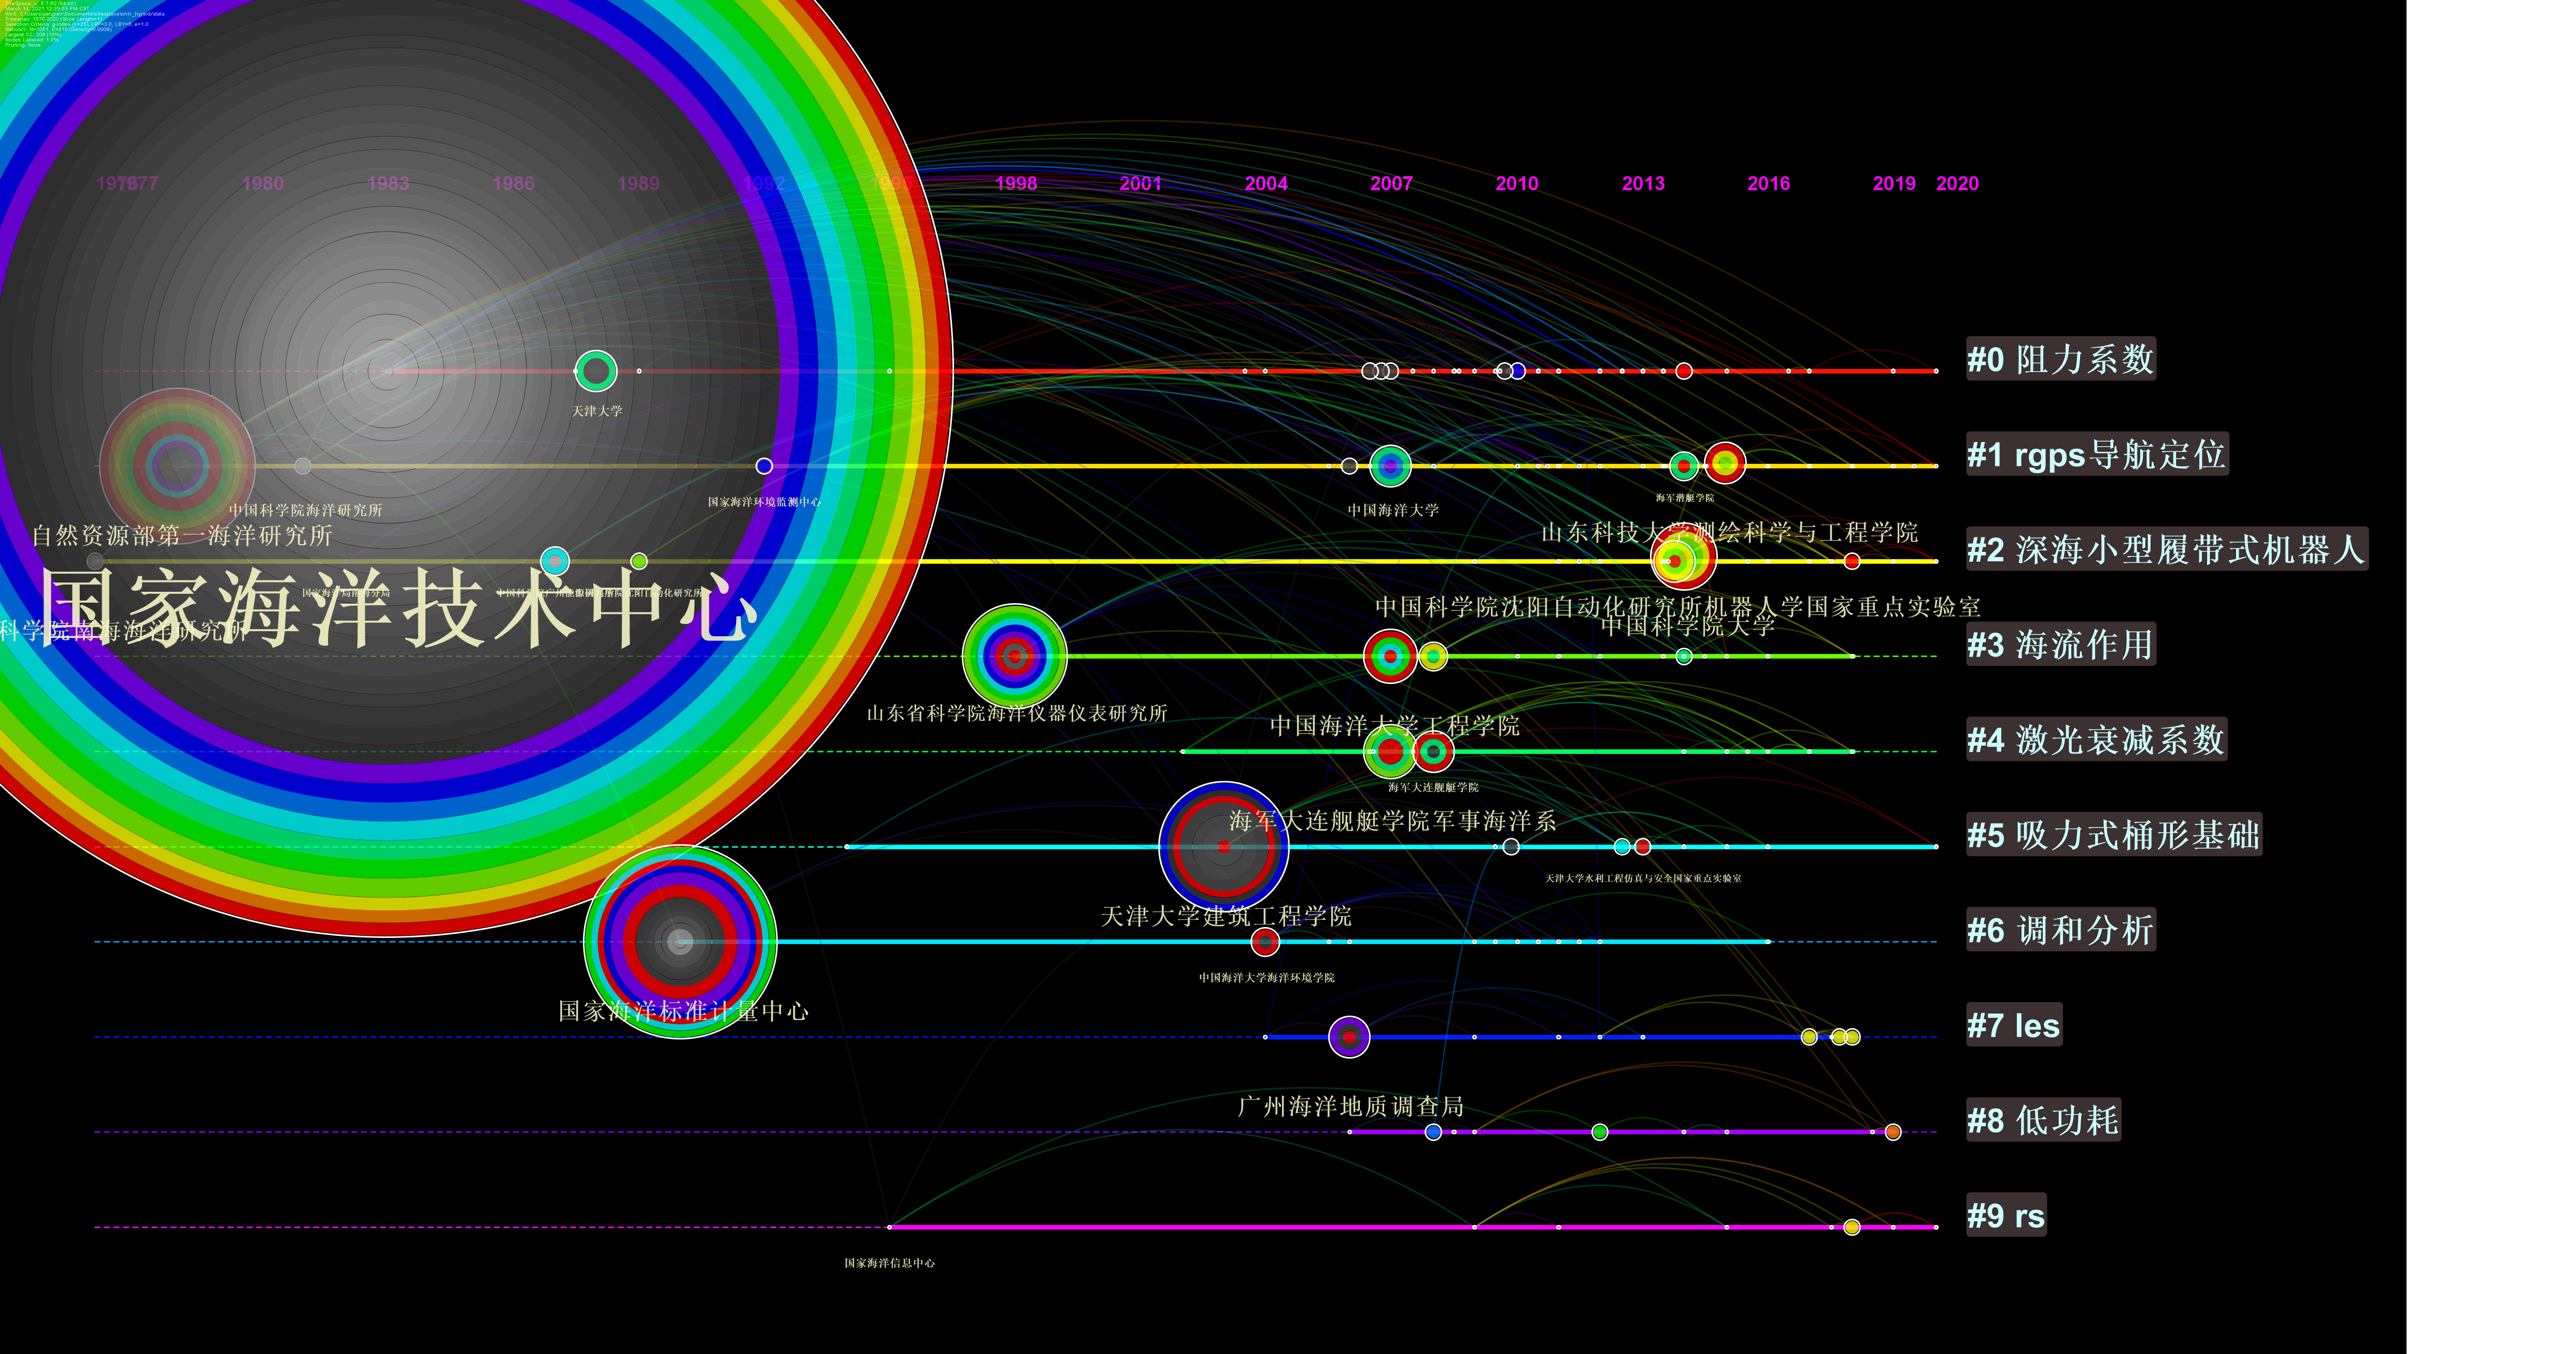 March 14, 2021 12:29:52 PM CST
Pruning: None
1976
1977
1980
1983
1986
1989
1992
1995
1998
2001
2004
2007
2010
2013
2016
2019
2020
#0 阻力系数
天津大学
#1 rgps导航定位
国家海洋环境监测中心
中国科学院海洋研究所
中国海洋大学
海军潜艇学院
自然资源部第一海洋研究所
山东科技大学测绘科学与工程学院
#2 深海小型履带式机器人
国家海洋局南海分局
国家海洋技术中心
科学院南海海洋研究所
中国科学院沈阳自动化研究所机器人学国家重点实验室
中国科学院大学
#3 海流作用
山东省科学院海洋仪器仪表研究所
中国海洋大学工程学院
#4 激光衰减系数
海军大连舰艇学院
海军大连舰艇学院军事海洋系
#5 吸力式桶形基础
天津大学水利工程仿真与安全国家重点实验室
天津大学建筑工程学院
#6 调和分析
中国海洋大学海洋环境学院
国家海洋标准计量中心
#7 les
广州海洋地质调查局
#8 低功耗
#9 rs
国家海洋信息中心